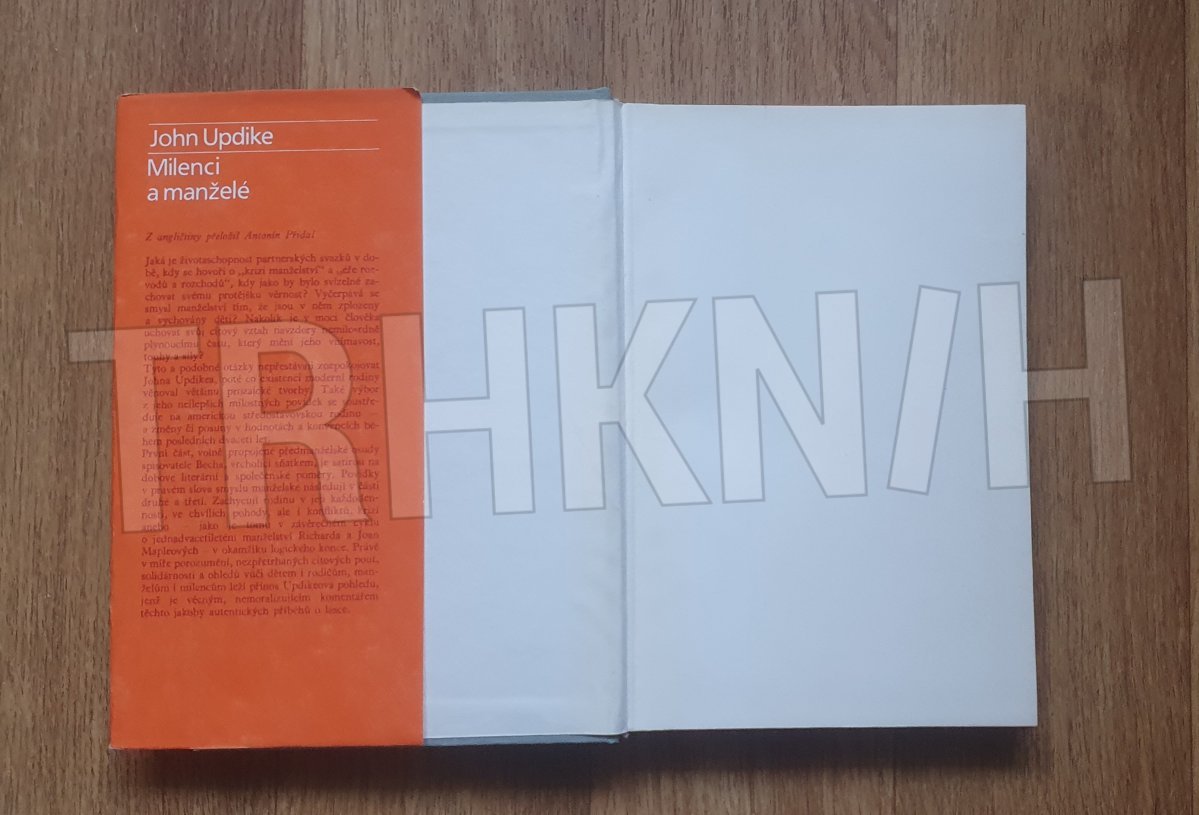 John Updike
Milenci
a manželé
Z angličtiny přeložil Antonín Přidal
Jaká je životaschopnost partnerských svazků v do-
bě, kdy se hovoří o „krizi manželství“ a „éře roz-
vodů a rozchodů“, kdy jako by bylo svízelné za-
chovat svému protějšku věrnost? Vyčerpává se
smysl manželství tím, že jsou v něm zplozeny
a vychovány děti? Nakolik je v moci člověka
uchovat svůj citový vztah navzdory nemilosrdně
plynoucímu času, který mění jeho vnímavost,
touhy a síly?
Tyto a podobné otázky nepřestávají znepokojovat
Johna Updikea, poté co existenci moderní rodiny
věnoval většinu prozaické tvorby. Také výbor
z jeho nejlepších milostných povídek se soustře-
ďuje na americkou středostavovskou rodinu –
a změny či posuny v hodnotách a konvencích bě-
hem posledních dvaceti let.
První část, volně propojené předmanželské osudy
spisovatele Becha, vrcholící sňatkem, je satirou na
dobové literární a společenské poměry. Povídky
v pravém slova smyslu manželské následují v části
druhé a třetí. Zachycují rodinu v její každoden-
nosti, ve chvílích pohody, ale i konfliktů, krizí
anebo – jako je tomu v závěrečném cyklu
o jednadvacetiletém manželství Richarda a Joan
Mapleových – v okamžiku logického konce. Právě
v míře porozumění, nezpřetrhaných citových pout,
solidárnosti a ohledů vůči dětem i rodičům, man-
želům i milencům leží přínos Updikeova pohledu,
jenž je věcným, nemoralizujícím komentářem
těchto jakoby autentických příběhů o lásce.
TRHKNIH